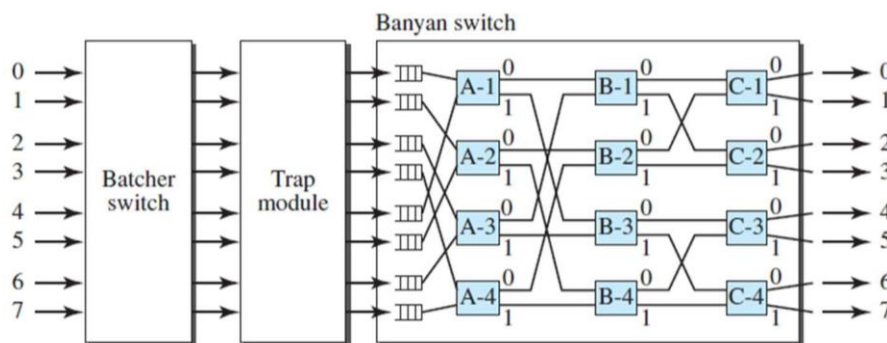 Banyan switch
0 0 0 0 0
A-1 B-1 C-1
1 1 1 1 1
0 0 0
2 A-2 B-2 C-2 2
3 1 1 1 3
Batcher switch
Trap module
4 0 0 0 4
A-3 B-3 C-3
5 1 1 1 5
6 0 0 0 6
A-4 B-4 C-4
7 1 1 1 7